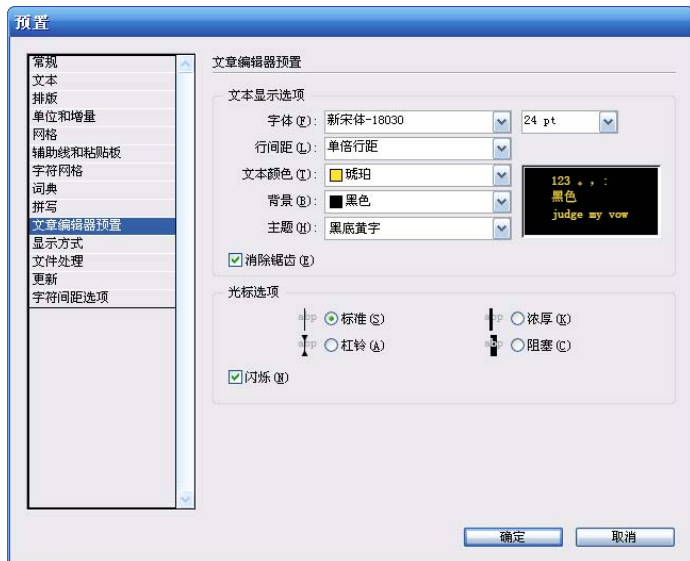 预置
常规
文本
排版
单位和增量
网格
辅助线和粘贴板
字符网格
词典
拼写
文章编辑器预置
显示方式
文件处理
更新
字符间距选项
文章编辑器预置
文本显示选项
字体(F): 新宋体-18030 24 pt
行间距(L): 单倍行距
文本颜色(T): 琥珀
背景(B): 黑色
主题(H): 黑底黄字
123 。，：
黑色
judge my vow
消除锯齿(E)
光标选项
abp 标准(S) abp 浓厚(K)
abp 杠铃(A) abp 阻塞(C)
闪烁(N)
确定 取消